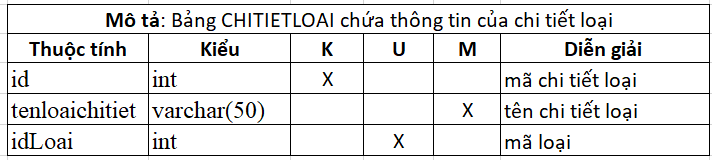 Mô tả: Bảng CHITIETLOAI chứa thông tin của chi tiết loại
Thuộc tính Kiểu K U M Diễn giải
id int X mã chi tiết loại
tenloaichitiet varchar(50) X tên chi tiết loại
idLoai int X mã loại